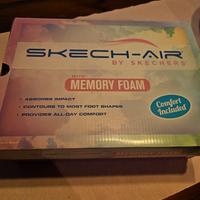 SKECH-AIR
BY SKECHERS
WITH
MEMORY FOAM
• ABSORBS IMPACT
• CONTOURS TO MOST FOOT SHAPES
• PROVIDES ALL-DAY COMFORT
Comfort
Included